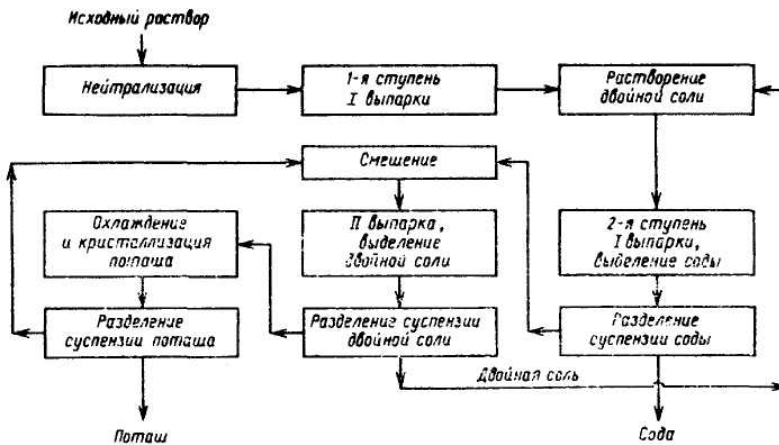 Исходный раствор
Нейтрализация
1-я ступень
I выпарки
Растворение
двойной соли
Смешение
Охлаждение
и кристаллизация
поташа
II выпарка,
выделение
двойной соли
2-я ступень
I выпарки,
выделение соды
Разделение
суспензии поташа
Разделение суспензии
двойной соли
Разделение
суспензии соды
Двойная соль
Поташ
Сода